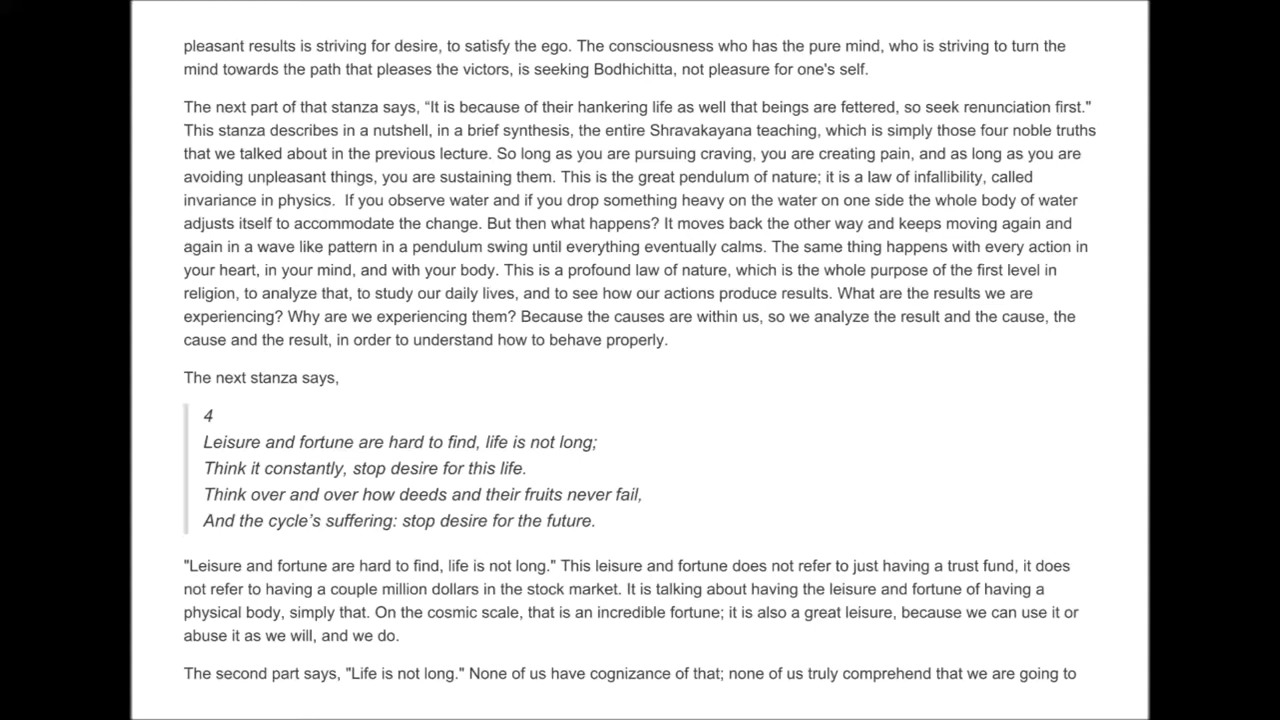 pleasant results is striving for desire, to satisfy the ego. The consciousness who has the pure mind, who is striving to turn the
mind towards the path that pleases the victors, is seeking Bodhichitta, not pleasure for one's self.
The next part of that stanza says, “It is because of their hankering life as well that beings are fettered, so seek renunciation first."
This stanza describes in a nutshell, in a brief synthesis, the entire Shravakayana teaching, which is simply those four noble truths
that we talked about in the previous lecture. So long as you are pursuing craving, you are creating pain, and as long as you are
avoiding unpleasant things, you are sustaining them. This is the great pendulum of nature; it is a law of infallibility, called
invariance in physics.  If you observe water and if you drop something heavy on the water on one side the whole body of water
adjusts itself to accommodate the change. But then what happens? It moves back the other way and keeps moving again and
again in a wave like pattern in a pendulum swing until everything eventually calms. The same thing happens with every action in
your heart, in your mind, and with your body. This is a profound law of nature, which is the whole purpose of the first level in
religion, to analyze that, to study our daily lives, and to see how our actions produce results. What are the results we are
experiencing? Why are we experiencing them? Because the causes are within us, so we analyze the result and the cause, the
cause and the result, in order to understand how to behave properly.
The next stanza says,
4
Leisure and fortune are hard to find, life is not long;
Think it constantly, stop desire for this life.
Think over and over how deeds and their fruits never fail,
And the cycle’s suffering: stop desire for the future.
"Leisure and fortune are hard to find, life is not long." This leisure and fortune does not refer to just having a trust fund, it does
not refer to having a couple million dollars in the stock market. It is talking about having the leisure and fortune of having a
physical body, simply that. On the cosmic scale, that is an incredible fortune; it is also a great leisure, because we can use it or
abuse it as we will, and we do.
The second part says, "Life is not long." None of us have cognizance of that; none of us truly comprehend that we are going to